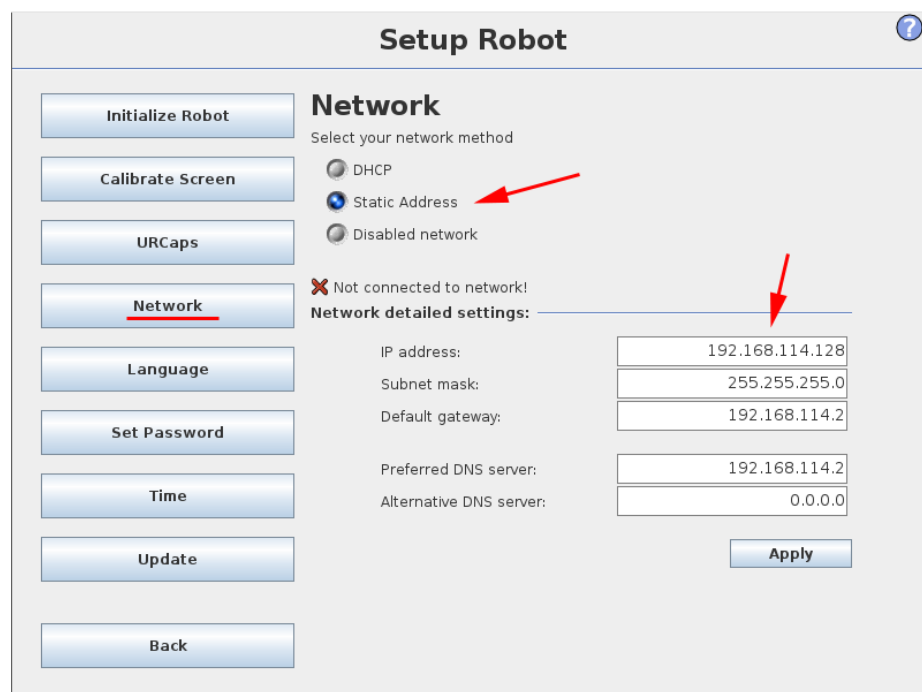 Setup Robot
?
Initialize Robot
Calibrate Screen
URCaps
Network
Language
Set Password
Time
Update
Back
Network
Select your network method
DHCP
Static Address
Disabled network
Not connected to network!
Network detailed settings:
IP address: 192.168.114.128
Subnet mask: 255.255.255.0
Default gateway: 192.168.114.2
Preferred DNS server: 192.168.114.2
Alternative DNS server: 0.0.0.0
Apply